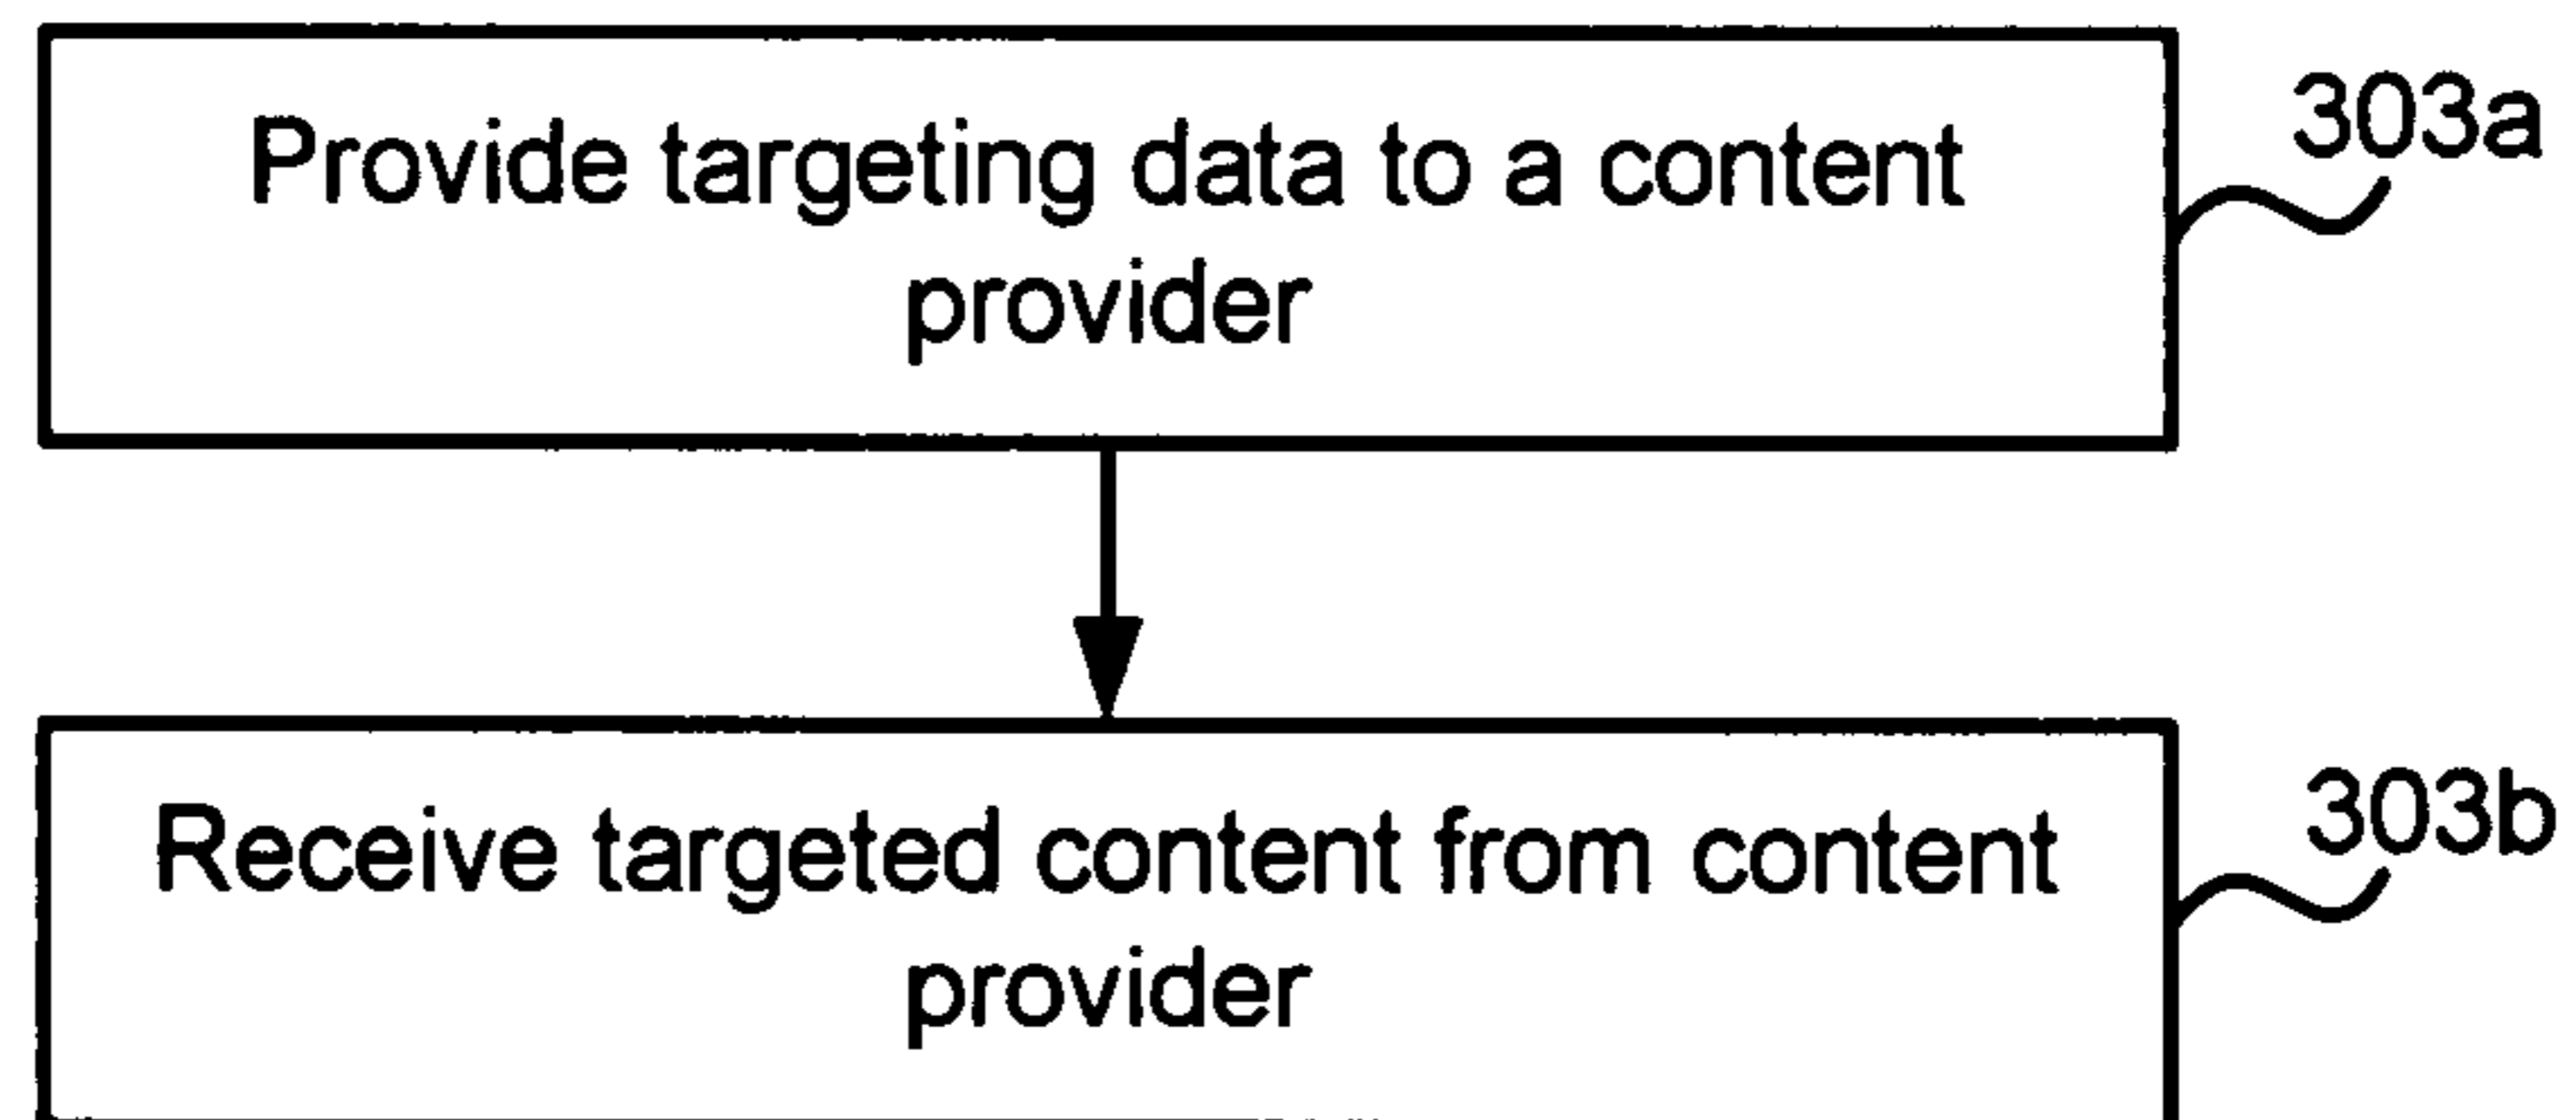 Provide targeting data to a content
provider
303a
Receive targeted content from content
provider
303b